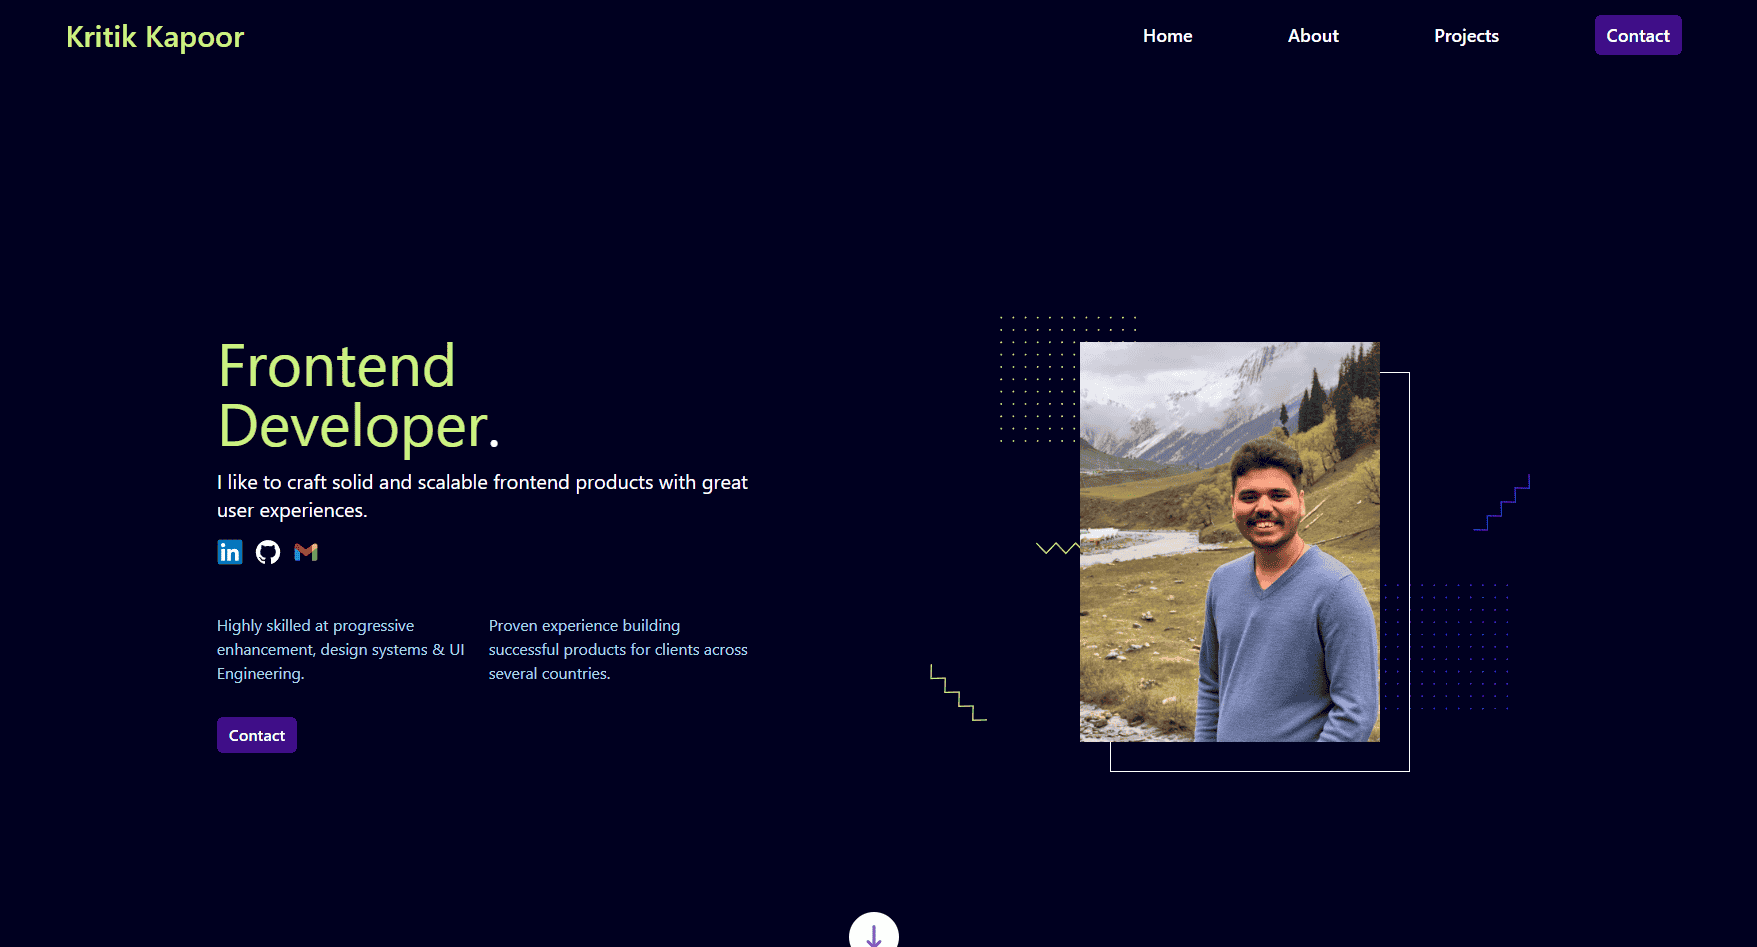 Kritik Kapoor
Home
About
Projects
Contact
Frontend
Developer.
I like to craft solid and scalable frontend products with great
user experiences.
in
Highly skilled at progressive
enhancement, design systems & UI
Engineering.
Proven experience building
successful products for clients across
several countries.
Contact